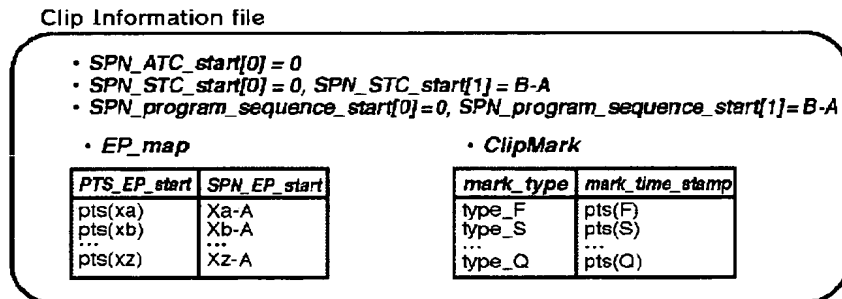 Clip Information file
• SPN_ATC_start[0] = 0
• SPN_STC_start[0] = 0, SPN_STC_start[1] = B-A
• SPN_program_sequence_start[0]=0, SPN_program_sequence_start[1]=B-A
• EP_map
PTS_EP_start SPN_EP_start
pts(xa) Xa-A
pts(xb) Xb-A
... ...
pts(xz) Xz-A
• ClipMark
mark_type mark_time_stamp
type_F pts(F)
type_S pts(S)
... ...
type_Q pts(Q)